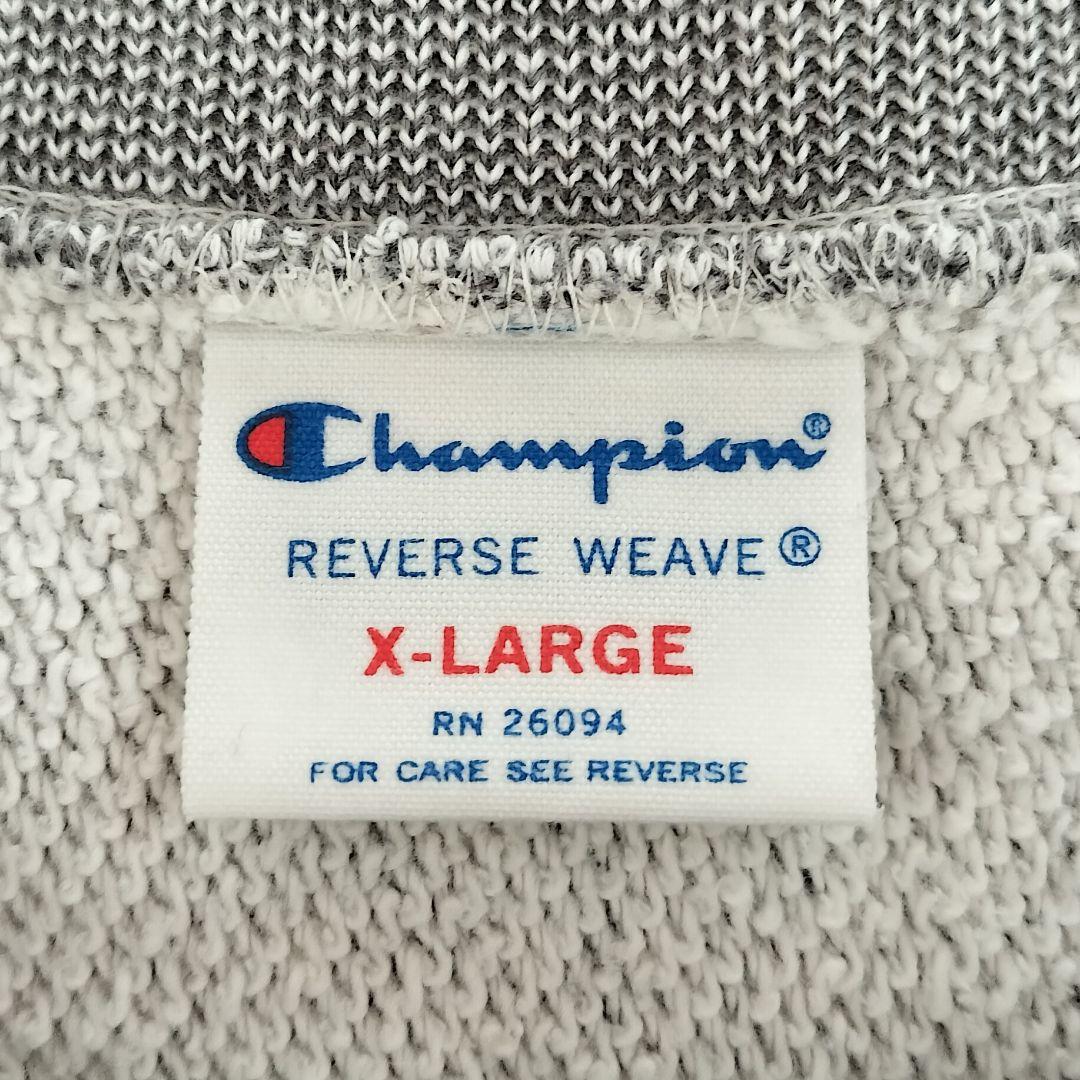 Champion®
REVERSE WEAVE®
X-LARGE
RN 26094
FOR CARE SEE REVERSE